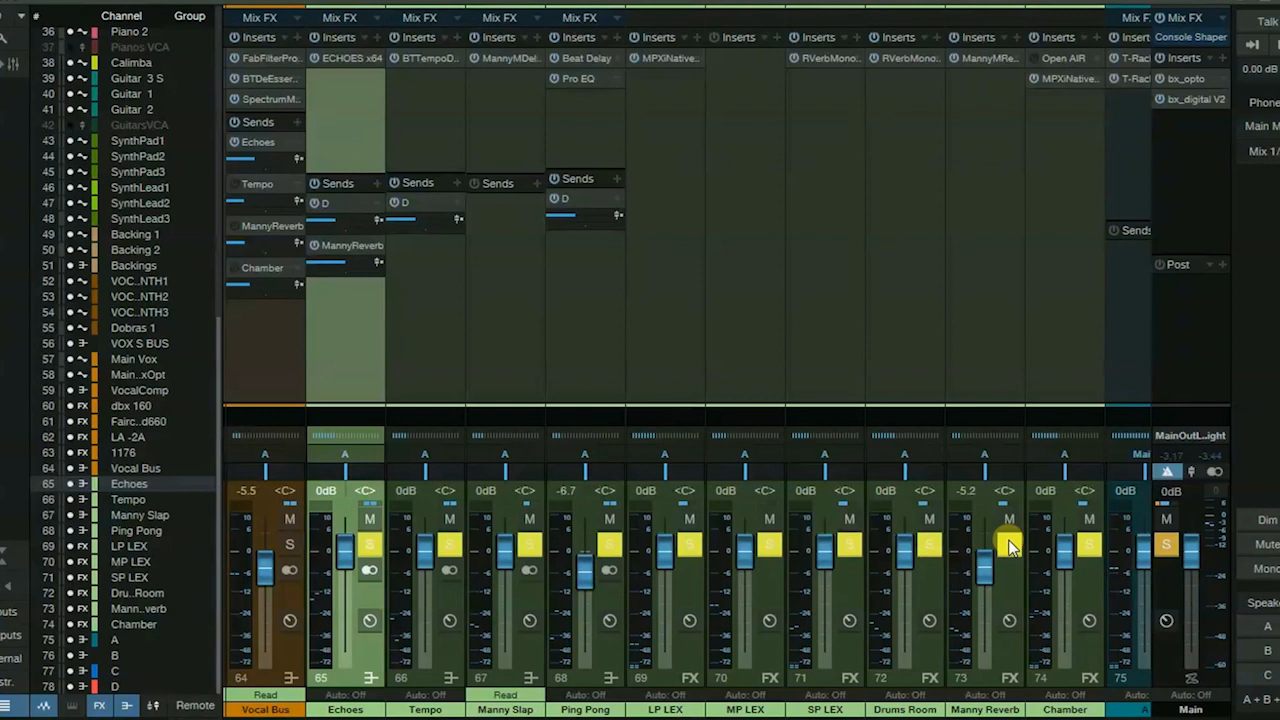 # Channel Group
36 Piano 2
37 Pianos VCA
38 Calimba
39 Guitar 3 S
40 Guitar 1
41 Guitar 2
42 GuitarsVCA
43 SynthPad1
44 SynthPad2
45 SynthPad3
46 SynthLead1
47 SynthLead2
48 SynthLead3
49 Backing 1
50 Backing 2
51 Backings
52 VOC..NTH1
53 VOC..NTH2
54 VOC..NTH3
55 Dobras 1
56 VOX S BUS
57 Main Vox
58 Main..xOpt
59 VocalComp
60 FX dbx 160
61 FX Fairc..d660
62 FX LA -2A
63 FX 1176
64 Vocal Bus
65 Echoes
66 Tempo
67 Manny Slap
68 Ping Pong
69 FX LP LEX
70 FX MP LEX
71 FX SP LEX
72 FX Dru..Room
73 FX Mann..verb
74 FX Chamber
75 A
76 B
77 C
78 D
FX Remote
Mix FX Mix FX Mix FX Mix FX Mix FX Mix F Mix FX
Inserts Inserts Inserts Inserts Inserts Inserts Inserts Inserts Inserts Inserts Inserts Insert Console Shaper
FabFilterPro.. ECHOES x64 BTTempoD.. MannyMDel.. Beat Delay MPXiNative.. RVerbMono.. RVerbMono.. MannyMRe.. Open AIR T-Rac Inserts
BTDeEsser.. Pro EQ MPXiNative.. T-Rac bx_opto
SpectrumM.. bx_digital V2
Sends
Echoes
Tempo Sends Sends Sends Sends
D D D
MannyReverb MannyReverb Sends
Chamber Post
MainOutL..ight
A A A A A A A A A A A Mai -3.17 -3.44
-5.5 <C> 0dB <C> 0dB <C> 0dB <C> -6.7 <C> 0dB <C> 0dB <C> 0dB <C> 0dB <C> -5.2 <C> 0dB <C> 0dB 0dB 0
M M M M M M M M M M M M
S S S S S S S S S S S
64 65 66 67 68 69 FX 70 FX 71 FX 72 FX 73 FX 74 FX 75
Read Auto: Off Auto: Off Read Auto: Off Auto: Off Auto: Off Auto: Off Auto: Off Auto: Off Auto: Off Auto: Auto: Off
Vocal Bus Echoes Tempo Manny Slap Ping Pong LP LEX MP LEX SP LEX Drums Room Manny Reverb Chamber A Main
Talk
0.00 dB
Phone
Main M
Mix 1/
Dim
Mute
Mono
Speake
A
B
C
A + B